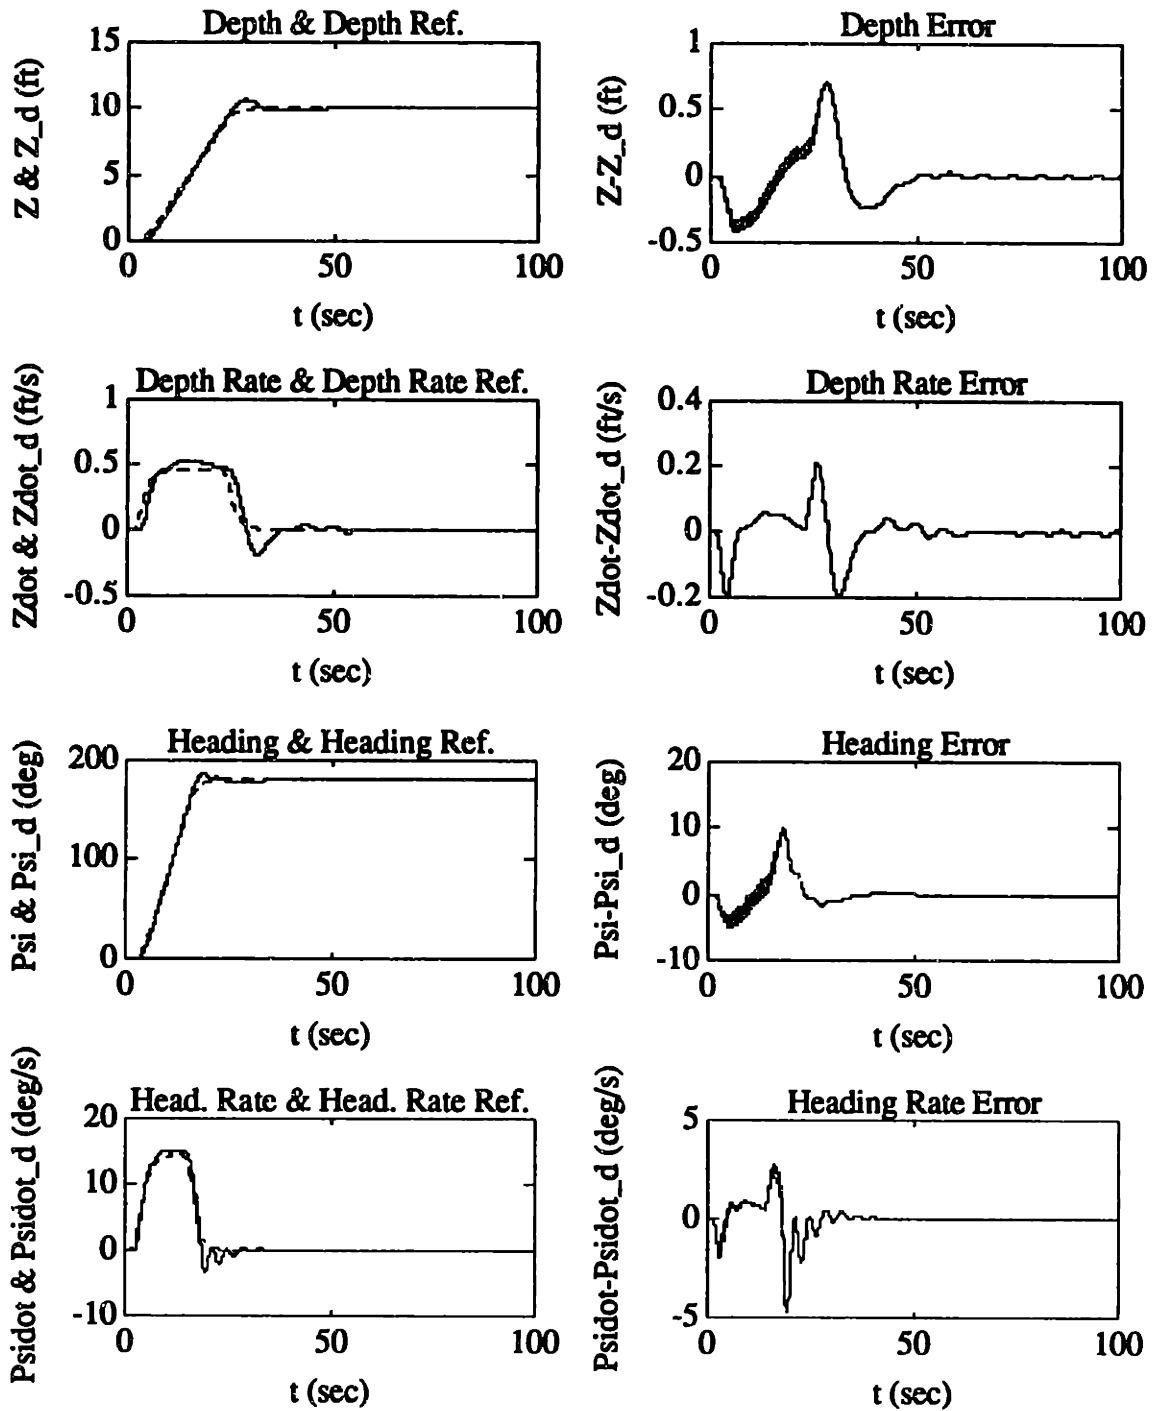 Depth & Depth Ref.
Z & Z_d (ft)
15
10
5
0
0
50
100
t (sec)
Depth Error
Z-Z_d (ft)
1
0.5
0
-0.5
0
50
100
t (sec)
Depth Rate & Depth Rate Ref.
Zdot & Zdot_d (ft/s)
1
0.5
0
-0.5
0
50
100
t (sec)
Depth Rate Error
Zdot-Zdot_d (ft/s)
0.4
0.2
0
-0.2
0
50
100
t (sec)
Heading & Heading Ref.
Psi & Psi_d (deg)
200
100
0
0
50
100
t (sec)
Heading Error
Psi-Psi_d (deg)
20
10
0
-10
0
50
100
t (sec)
Head. Rate & Head. Rate Ref.
Psidot & Psidot_d (deg/s)
20
10
0
-10
0
50
100
t (sec)
Heading Rate Error
Psidot-Psidot_d (deg/s)
5
0
-5
0
50
100
t (sec)